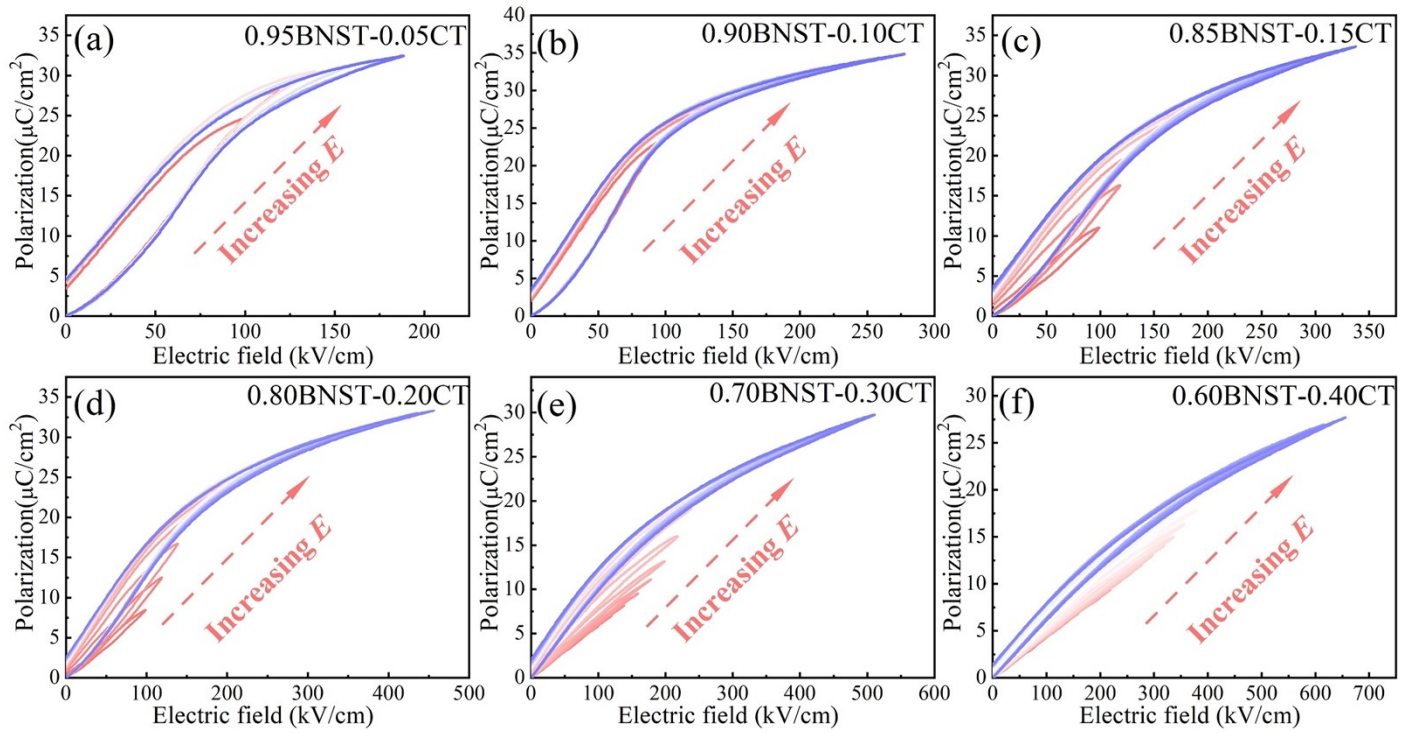 (a) 0.95BNST-0.05CT
Polarization(μC/cm²)
35
30
25
20
15
10
5
0
Increasing E
0 50 100 150 200
Electric field (kV/cm)
(b) 0.90BNST-0.10CT
Polarization(μC/cm²)
40
35
30
25
20
15
10
5
0
Increasing E
0 50 100 150 200 250 300
Electric field (kV/cm)
(c) 0.85BNST-0.15CT
Polarization(μC/cm²)
35
30
25
20
15
10
5
0
Increasing E
0 50 100 150 200 250 300 350
Electric field (kV/cm)
(d) 0.80BNST-0.20CT
Polarization(μC/cm²)
35
30
25
20
15
10
5
0
Increasing E
0 100 200 300 400 500
Electric field (kV/cm)
(e) 0.70BNST-0.30CT
Polarization(μC/cm²)
30
25
20
15
10
5
0
Increasing E
0 100 200 300 400 500 600
Electric field (kV/cm)
(f) 0.60BNST-0.40CT
Polarization(μC/cm²)
30
25
20
15
10
5
0
Increasing E
0 100 200 300 400 500 600 700
Electric field (kV/cm)